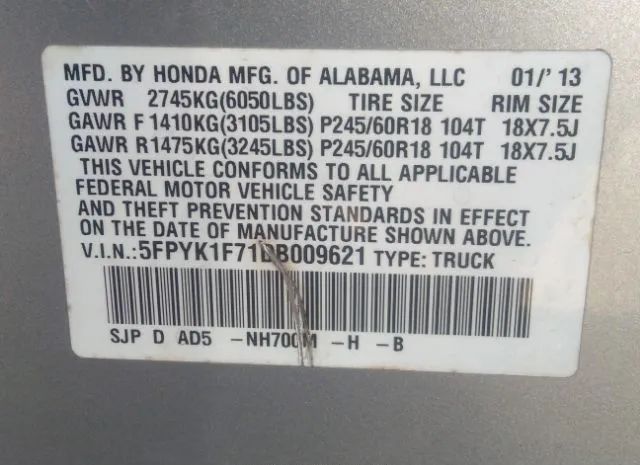 MFD. BY HONDA MFG. OF ALABAMA, LLC 01/'13
GVWR 2745KG(6050LBS) TIRE SIZE RIM SIZE
GAWR F 1410KG(3105LBS) P245/60R18 104T 18X7.5J
GAWR R1475KG(3245LBS) P245/60R18 104T 18X7.5J
THIS VEHICLE CONFORMS TO ALL APPLICABLE
FEDERAL MOTOR VEHICLE SAFETY
AND THEFT PREVENTION STANDARDS IN EFFECT
ON THE DATE OF MANUFACTURE SHOWN ABOVE.
V.I.N.:5FPYK1F71DB009621 TYPE: TRUCK
SJP D AD5 -NH700M -H -B